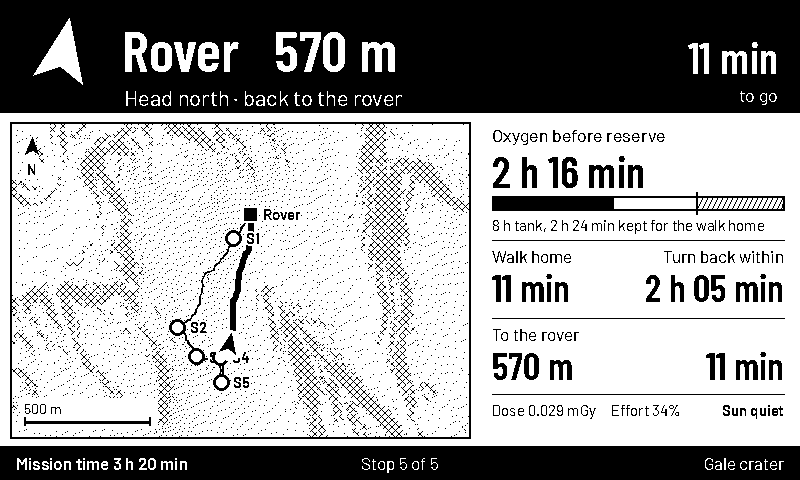 Rover 570 m
11 min
Head north · back to the rover
to go
N
Rover
S1
S2
S4
S5
500 m
Oxygen before reserve
2 h 16 min
8 h tank, 2 h 24 min kept for the walk home
Walk home
Turn back within
11 min
2 h 05 min
To the rover
570 m
11 min
Dose 0.029 mGy Effort 34% Sun quiet
Mission time 3 h 20 min
Stop 5 of 5
Gale crater